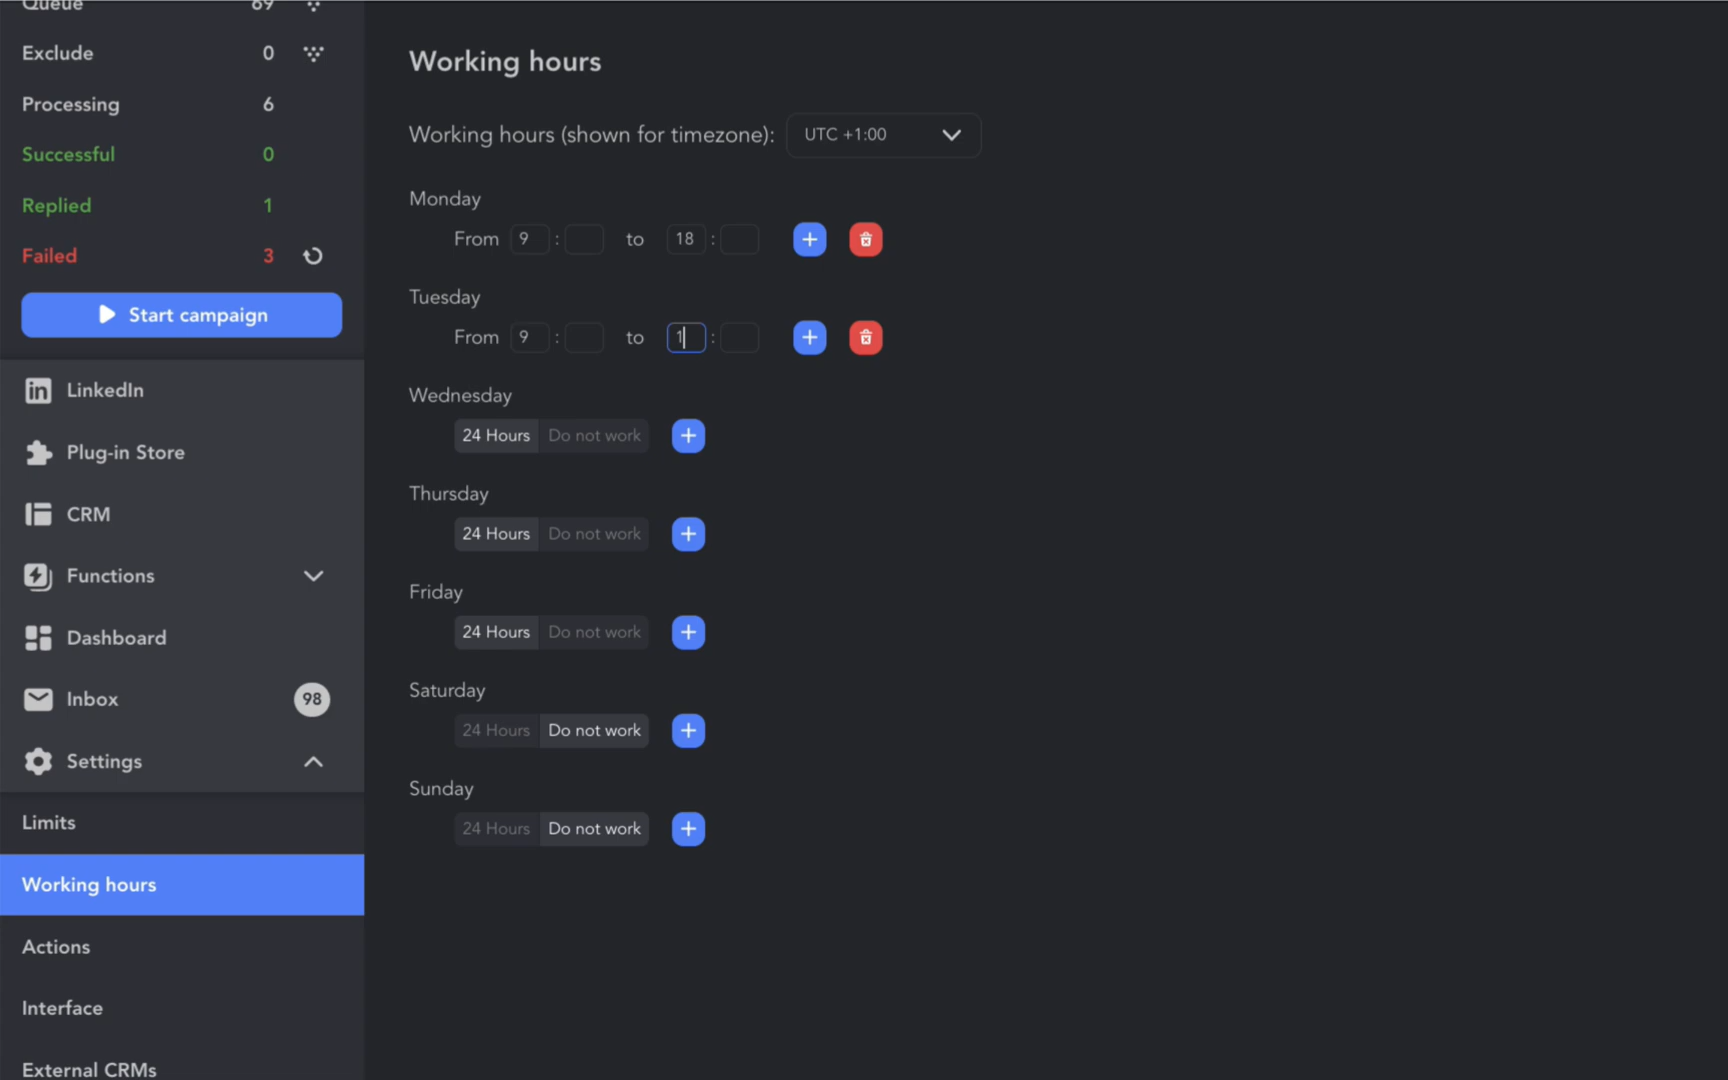 Queue 89
Exclude 0
Processing 6
Successful 0
Replied 1
Failed 3
Start campaign
LinkedIn
Plug-in Store
CRM
Functions
Dashboard
Inbox 98
Settings
Limits
Working hours
Actions
Interface
External CRMs
Working hours
Working hours (shown for timezone): UTC +1:00
Monday
From 9 : to 18 :
Tuesday
From 9 : to 1 :
Wednesday
24 Hours Do not work
Thursday
24 Hours Do not work
Friday
24 Hours Do not work
Saturday
24 Hours Do not work
Sunday
24 Hours Do not work